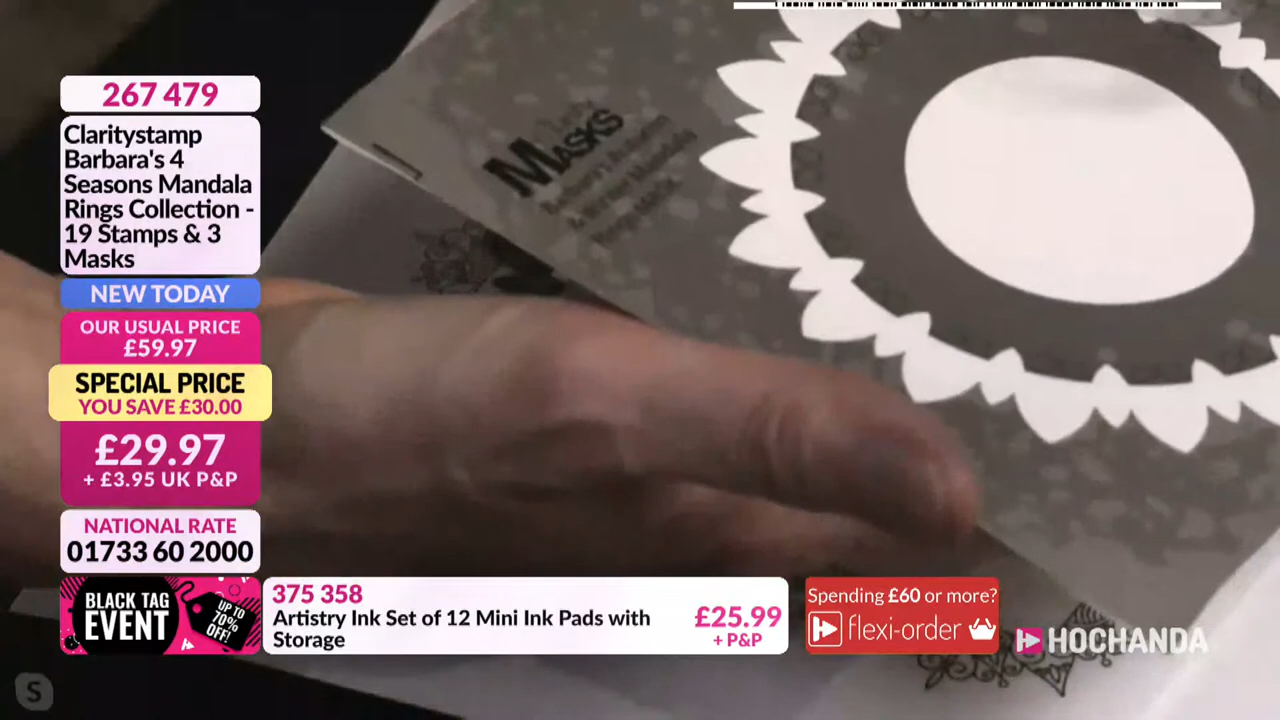 267 479
Claritystamp
Barbara's 4
Seasons Mandala
Rings Collection -
19 Stamps & 3
Masks
NEW TODAY
OUR USUAL PRICE
£59.97
SPECIAL PRICE
YOU SAVE £30.00
£29.97
+ £3.95 UK P&P
NATIONAL RATE
01733 60 2000
MASKS
BLACK TAG
EVENT
UP TO
70%
OFF!
375 358
Artistry Ink Set of 12 Mini Ink Pads with
Storage
£25.99
+ P&P
Spending £60 or more?
flexi-order
HOCHANDA
S